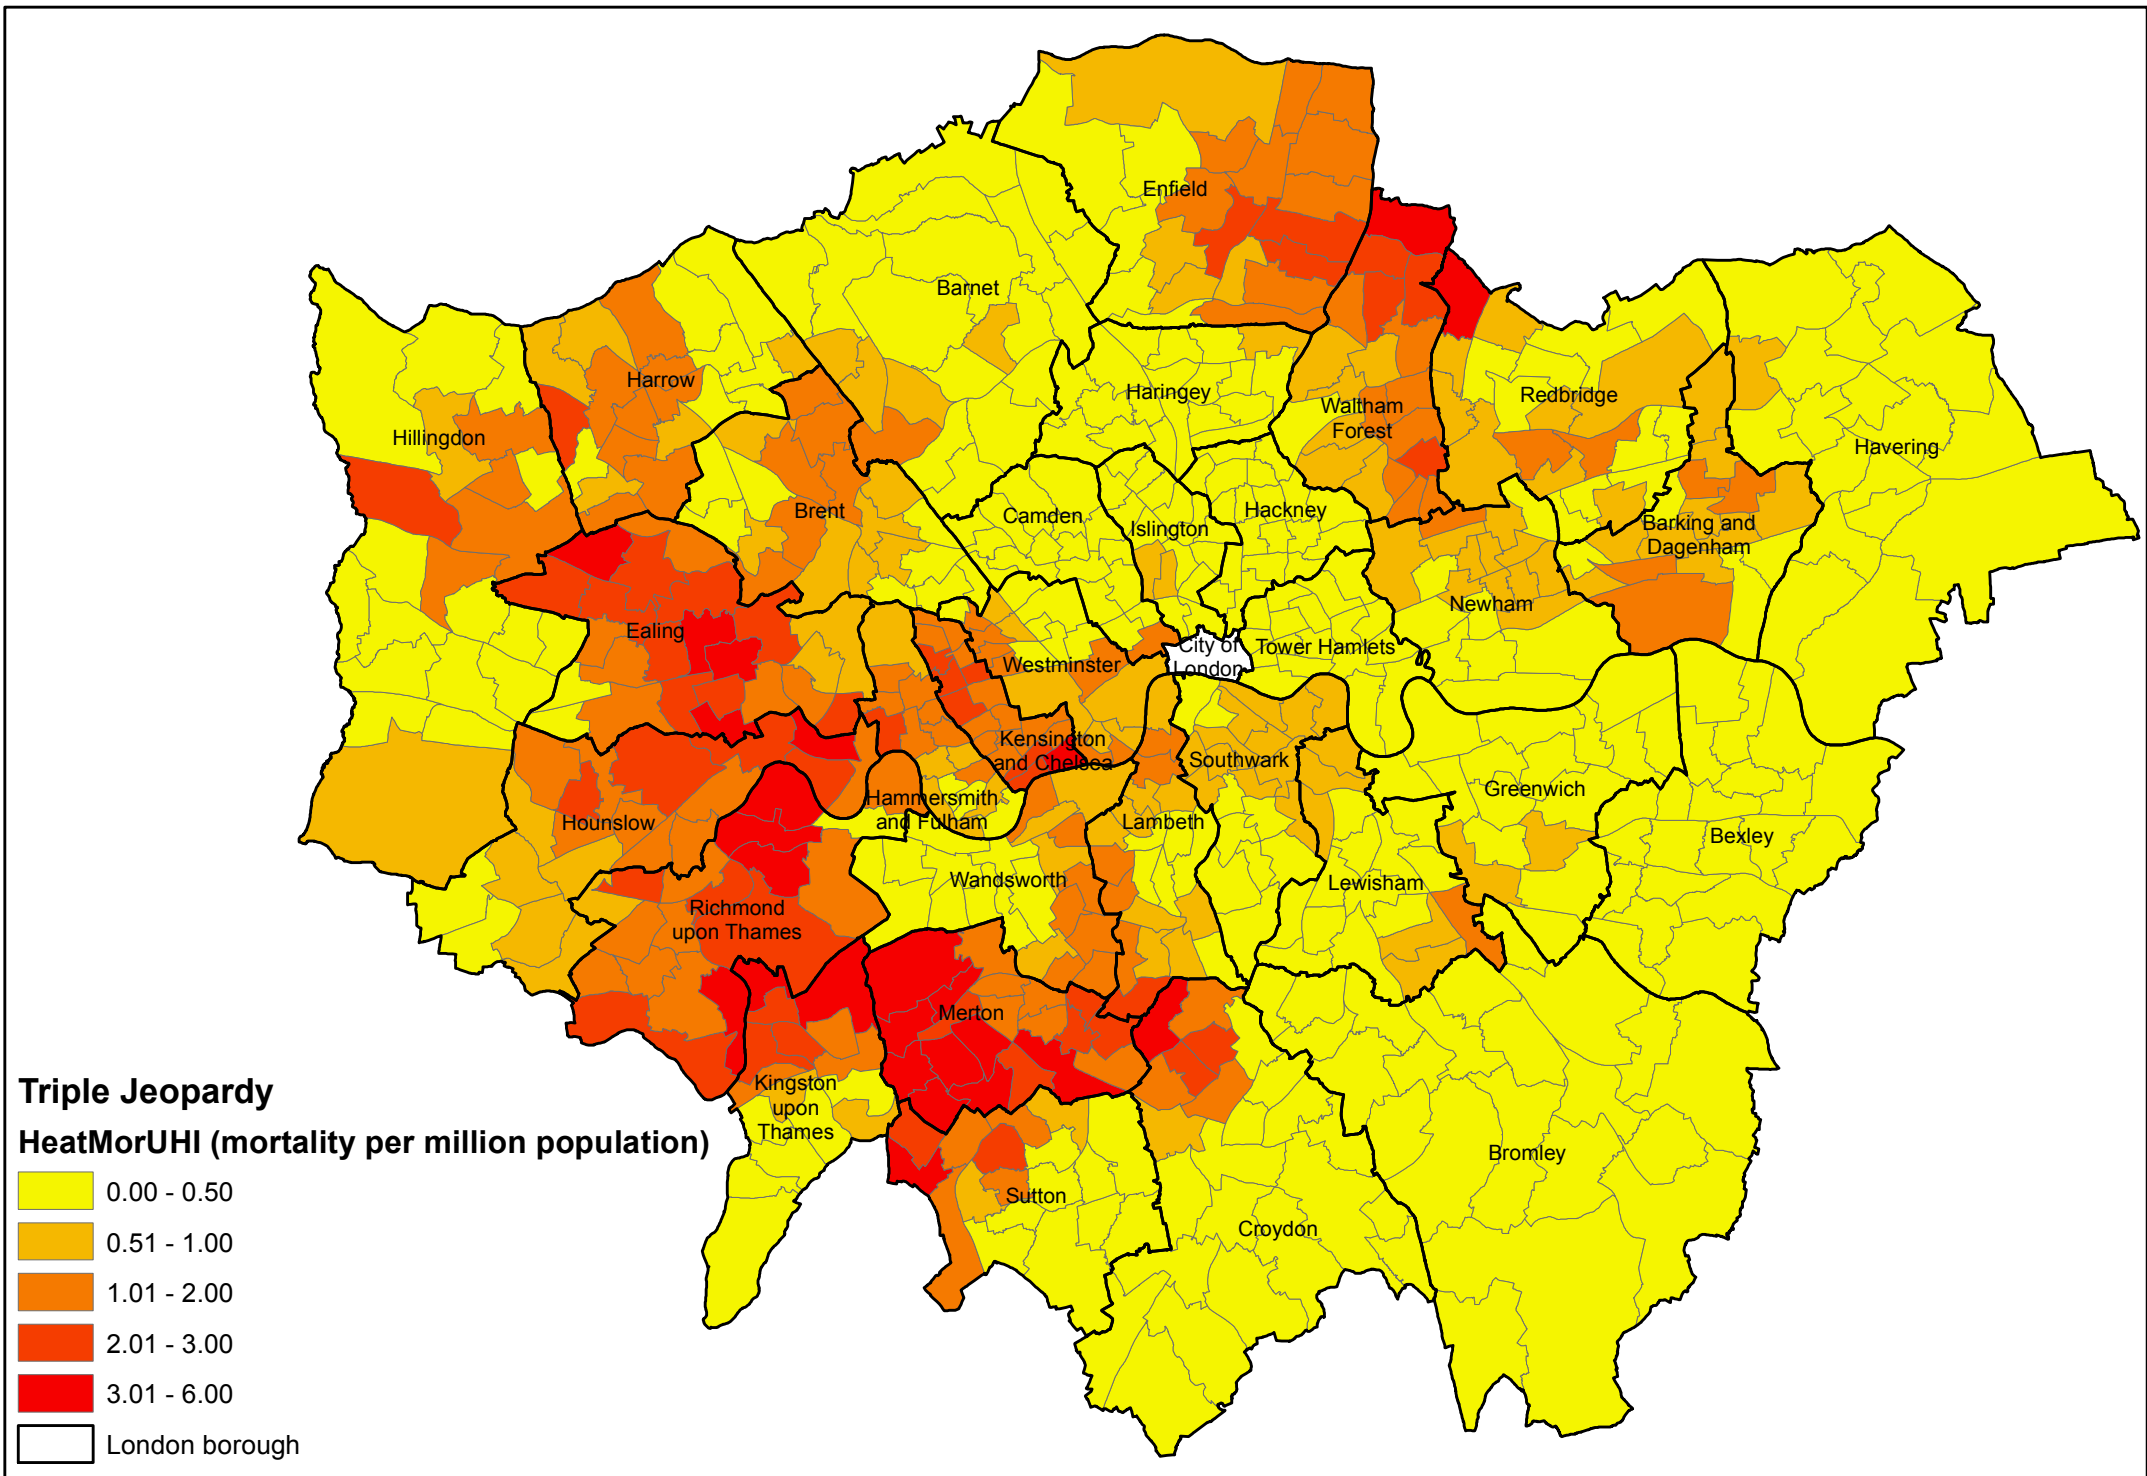 Enfield
Barnet
Harrow
Haringey
Redbridge
Waltham
Forest
Hillingdon
Havering
Brent
Camden
Islington
Hackney
Barking and
Dagenham
Newham
Ealing
City of
London
Tower Hamlets
Westminster
Kensington
and Chelsea
Southwark
Greenwich
Hammersmith
and Fulham
Hounslow
Lambeth
Bexley
Wandsworth
Lewisham
Richmond
upon Thames
Merton
Kingston
upon
Thames
Bromley
Sutton
Croydon
Triple Jeopardy
HeatMorUHI (mortality per million population)
0.00 - 0.50
0.51 - 1.00
1.01 - 2.00
2.01 - 3.00
3.01 - 6.00
London borough